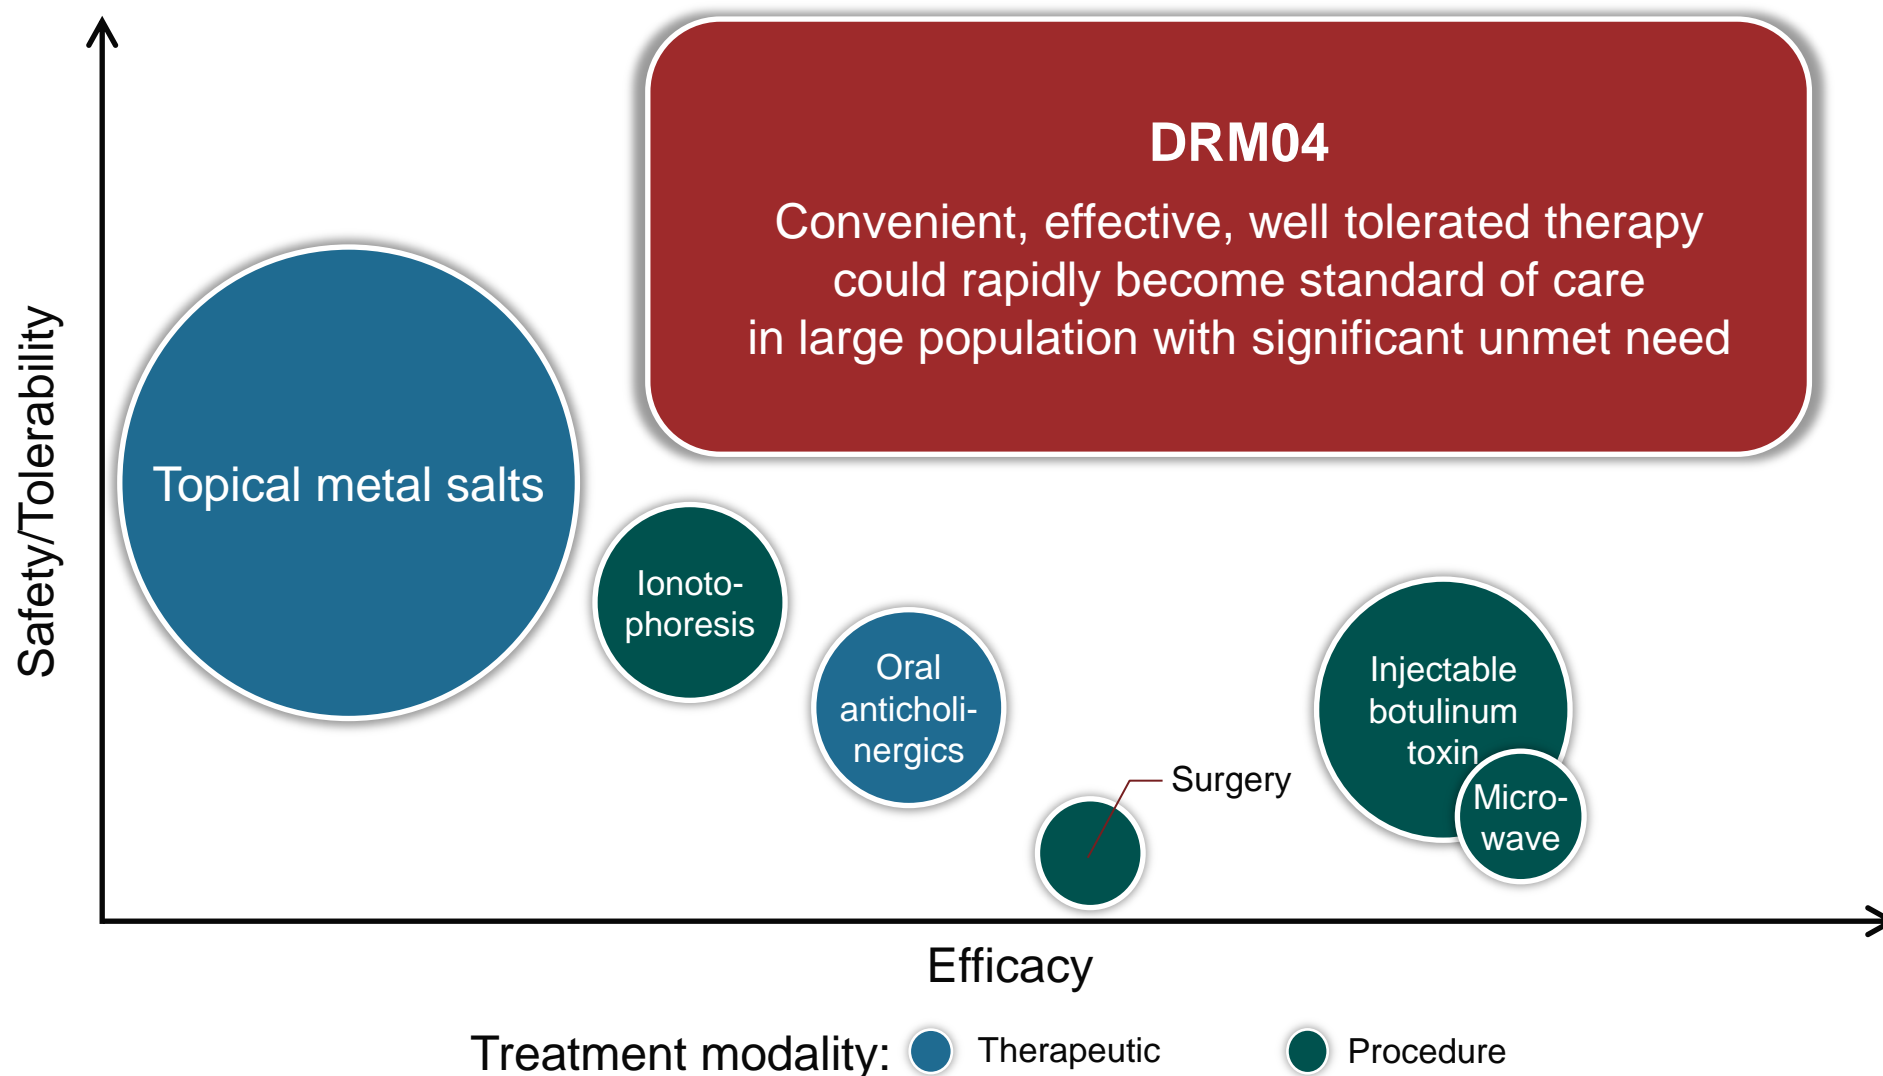 DRM04
Convenient, effective, well tolerated therapy
could rapidly become standard of care
in large population with significant unmet need
Safety/Tolerability
Topical metal salts
Ionoto-
phoresis
Oral
anticholi-
nergics
Surgery
Injectable
botulinum
toxin
Micro-
wave
Efficacy
Treatment modality:
Therapeutic
Procedure